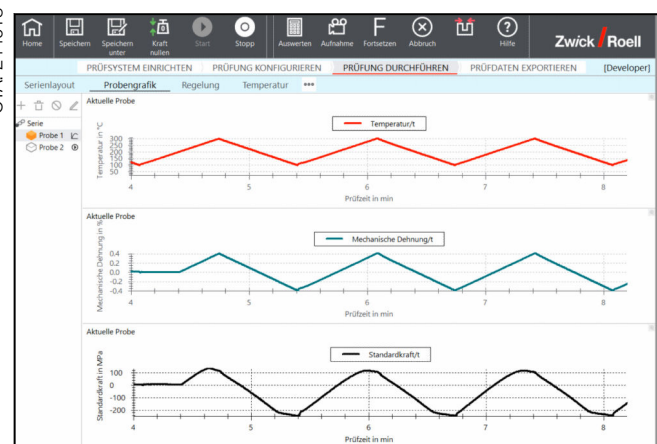 Home
Speichern
Speichern unter
Kraft nullen
Start
Stopp
Auswerten
Aufnahme
Fortsetzen
Abbruch
Hilfe
Zwick/Roell
PRÜFSYSTEM EINRICHTEN PRÜFUNG KONFIGURIEREN PRÜFUNG DURCHFÜHREN PRÜFDATEN EXPORTIEREN [Developer]
Serienlayout Probengrafik Regelung Temperatur
Serie
Probe 1
Probe 2
Aktuelle Probe
Temperatur/t
Temperatur in °C
300
250
200
150
100
50
4 5 6 7 8
Prüfzeit in min
Aktuelle Probe
Mechanische Dehnung/t
Mechanische Dehnung in %
0.4
0.2
0.0
-0.2
-0.4
4 5 6 7 8
Prüfzeit in min
Aktuelle Probe
Standardkraft/t
Standardkraft in MPa
100
0
-100
-200
4 5 6 7 8
Prüfzeit in min